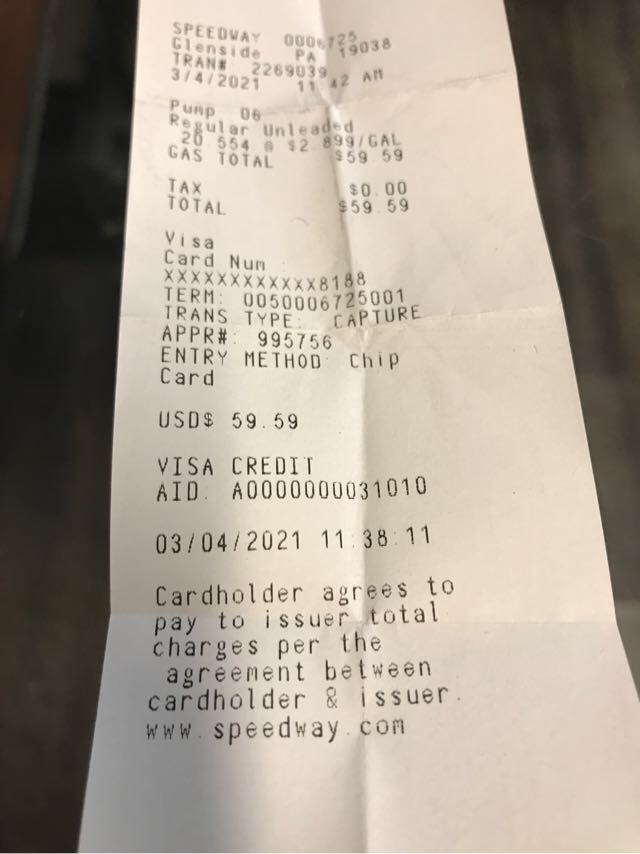 SPEEDWAY 0006725
Glenside PA 19038
TRAN# 2269039
3/4/2021 11:42 AM
Pump 06
Regular Unleaded
20.554 @ $2.899/GAL
GAS TOTAL $59.59
TAX $0.00
TOTAL $59.59
Visa
Card Num
XXXXXXXXXXXX8188
TERM: 0050006725001
TRANS TYPE: CAPTURE
APPR#: 995756
ENTRY METHOD: Chip
Card
USD$ 59.59
VISA CREDIT
AID: A0000000031010
03/04/2021 11:38:11
Cardholder agrees to
pay to issuer total
charges per the
agreement between
cardholder & issuer.
www.speedway.com